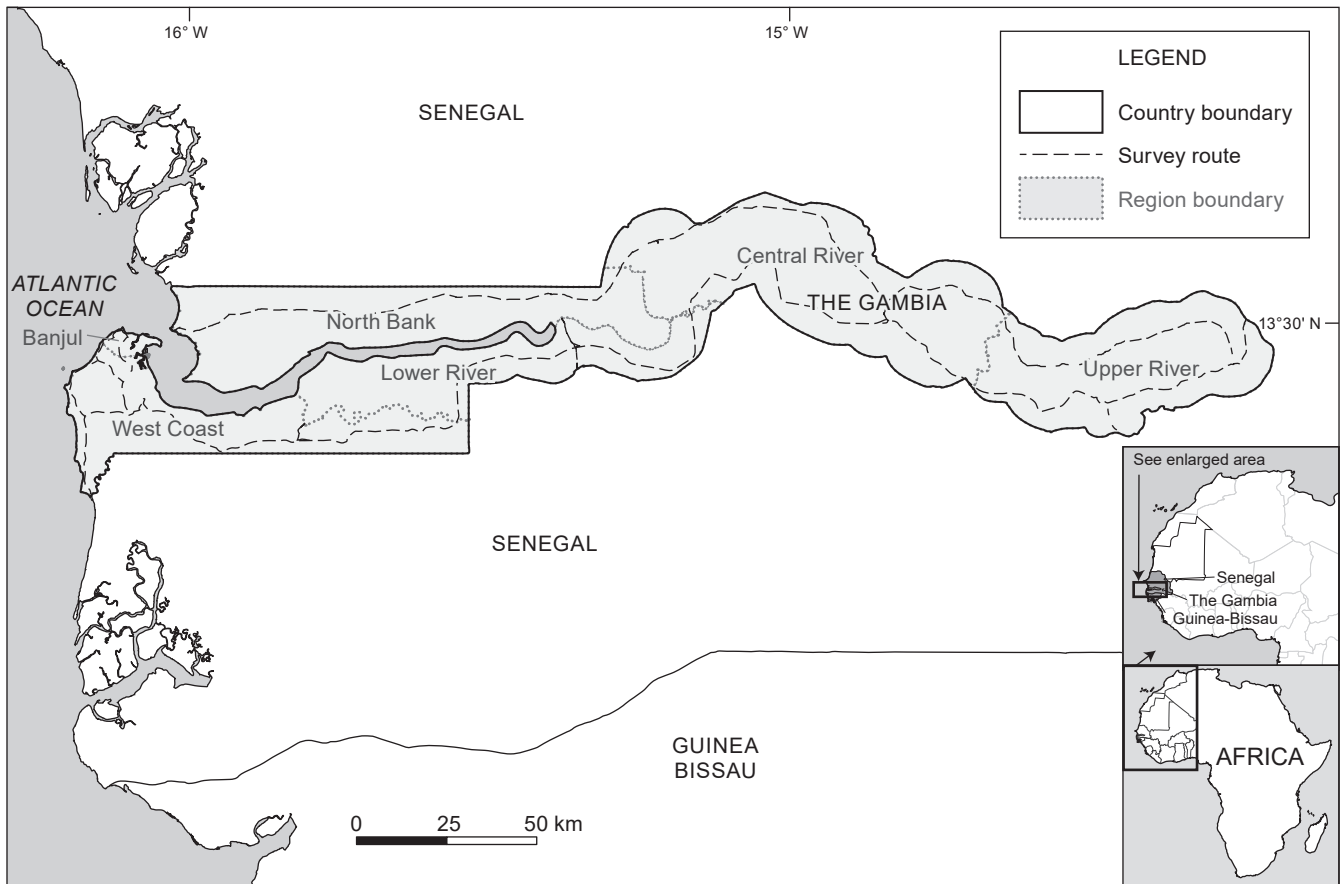 16° W
15° W
LEGEND
Country boundary
Survey route
Region boundary
SENEGAL
ATLANTIC
OCEAN
Banjul
North Bank
Central River
THE GAMBIA
13°30' N
Lower River
Upper River
West Coast
SENEGAL
See enlarged area
Senegal
The Gambia
Guinea-Bissau
GUINEA
BISSAU
AFRICA
0 25 50 km